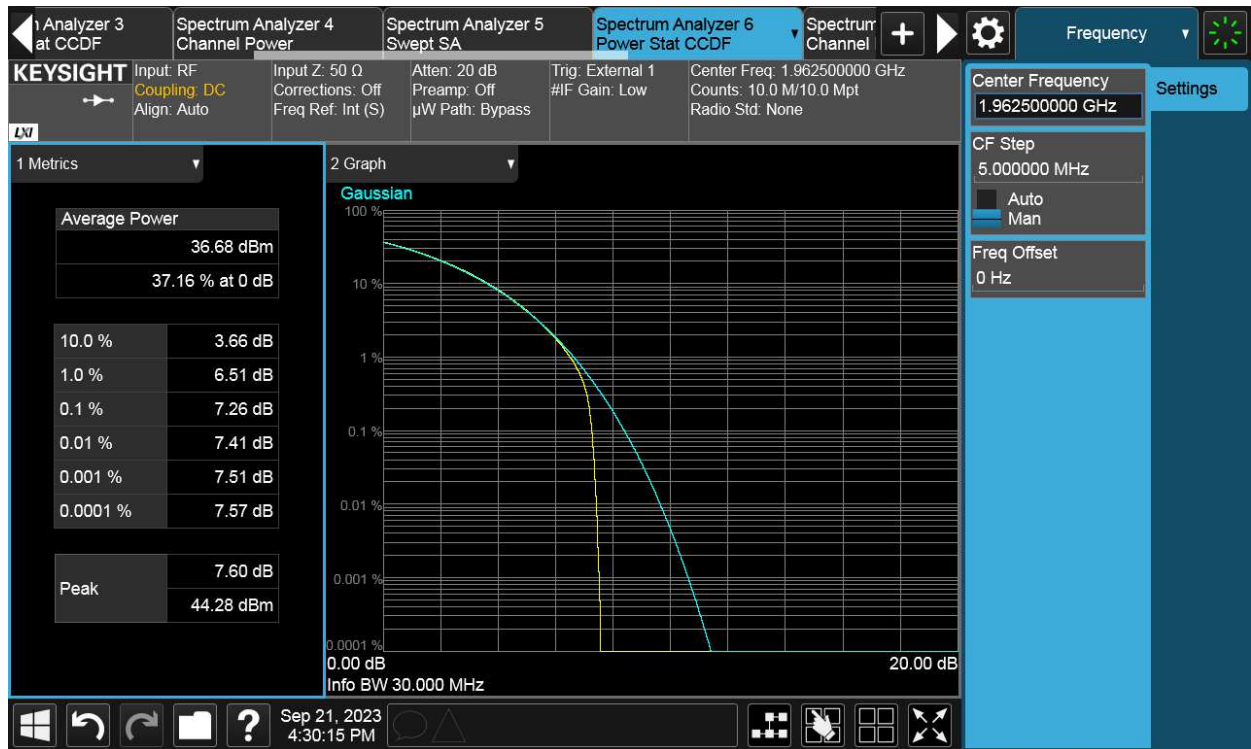 n Analyzer 3
at CCDF
Spectrum Analyzer 4
Channel Power
Spectrum Analyzer 5
Swept SA
Spectrum Analyzer 6
Power Stat CCDF
Spectrum
Channel
+
Frequency
KEYSIGHT
LXI
Input: RF
Coupling: DC
Align: Auto
Input Z: 50 Ω
Corrections: Off
Freq Ref: Int (S)
Atten: 20 dB
Preamp: Off
µW Path: Bypass
Trig: External 1
#IF Gain: Low
Center Freq: 1.962500000 GHz
Counts: 10.0 M/10.0 Mpt
Radio Std: None
Center Frequency
1.962500000 GHz
Settings
CF Step
5.000000 MHz
Auto
Man
Freq Offset
0 Hz
1 Metrics
Average Power
36.68 dBm
37.16 % at 0 dB
10.0 % 3.66 dB
1.0 % 6.51 dB
0.1 % 7.26 dB
0.01 % 7.41 dB
0.001 % 7.51 dB
0.0001 % 7.57 dB
Peak
7.60 dB
44.28 dBm
2 Graph
Gaussian
100 %
10 %
1 %
0.1 %
0.01 %
0.001 %
0.0001 %
0.00 dB 20.00 dB
Info BW 30.000 MHz
?
Sep 21, 2023
4:30:15 PM